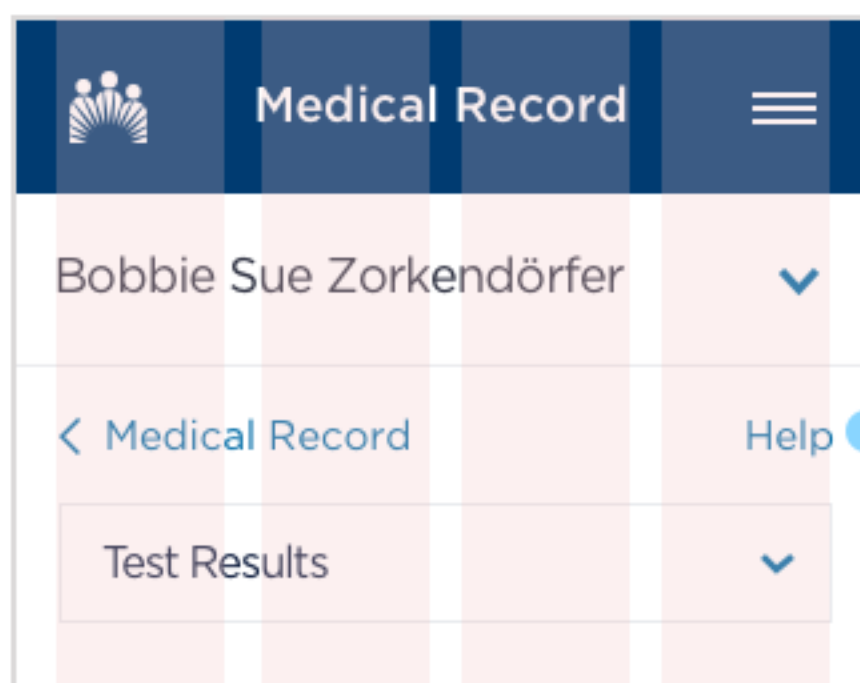 Medical Record
Bobbie Sue Zorkendörfer
Medical Record Help
Test Results